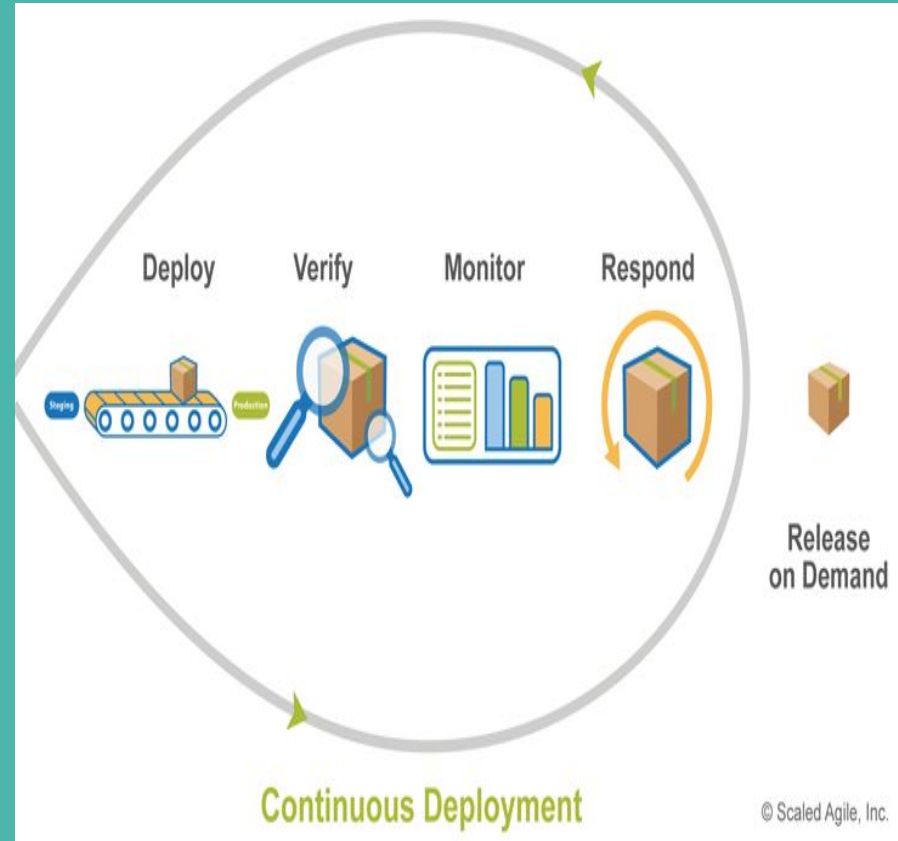 Deploy
Verify
Monitor
Respond
Staging
Production
Release
on Demand
Continuous Deployment
© Scaled Agile, Inc.